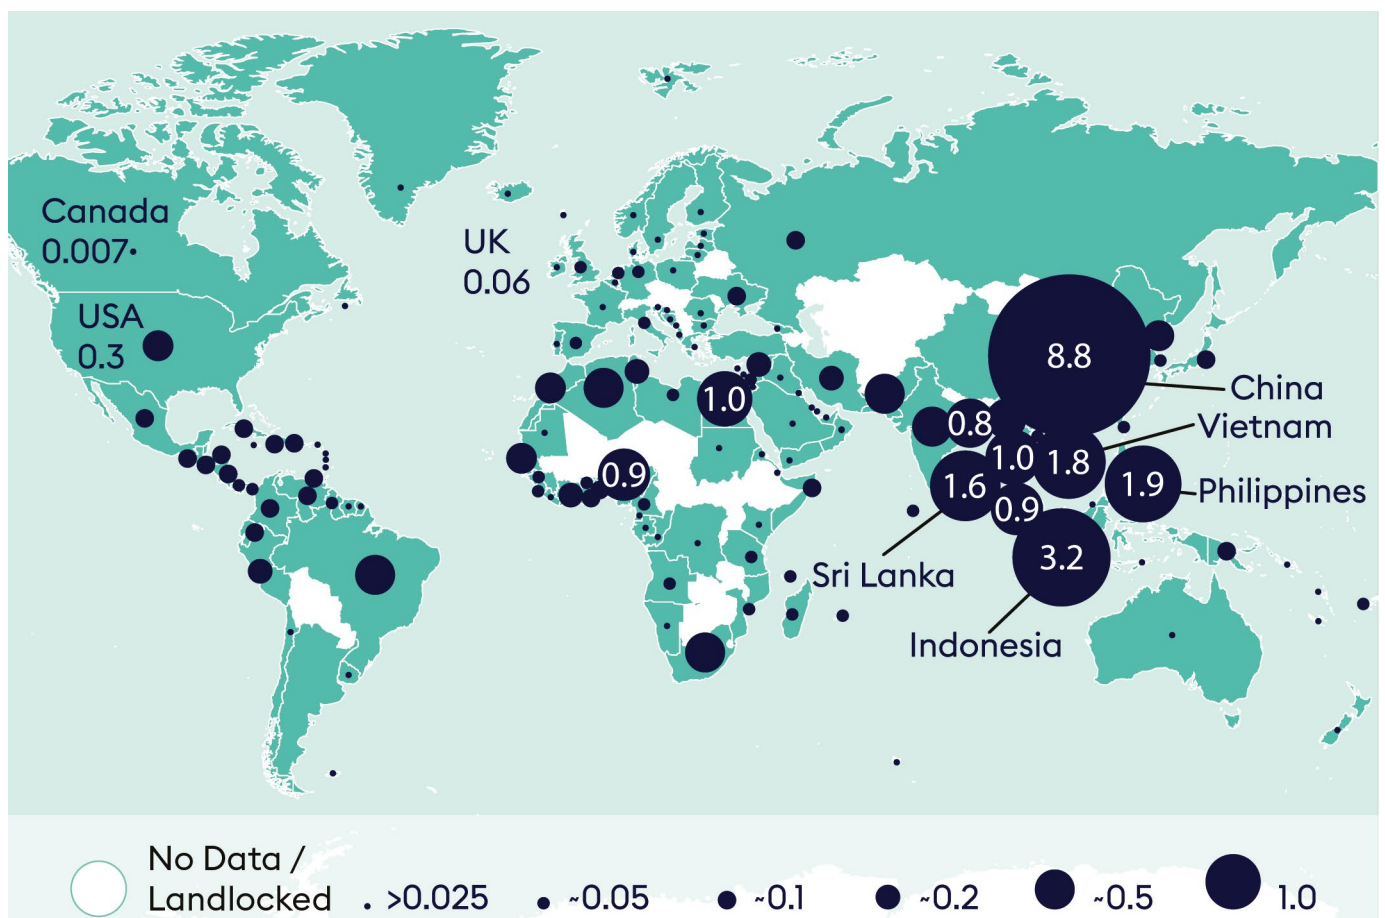 Canada
0.007
USA
0.3
UK
0.06
8.8
China
Vietnam
1.0
0.8
1.0
1.8
1.9
Philippines
0.9
1.6
0.9
3.2
Sri Lanka
Indonesia
No Data /
Landlocked
>0.025
~0.05
~0.1
~0.2
~0.5
1.0